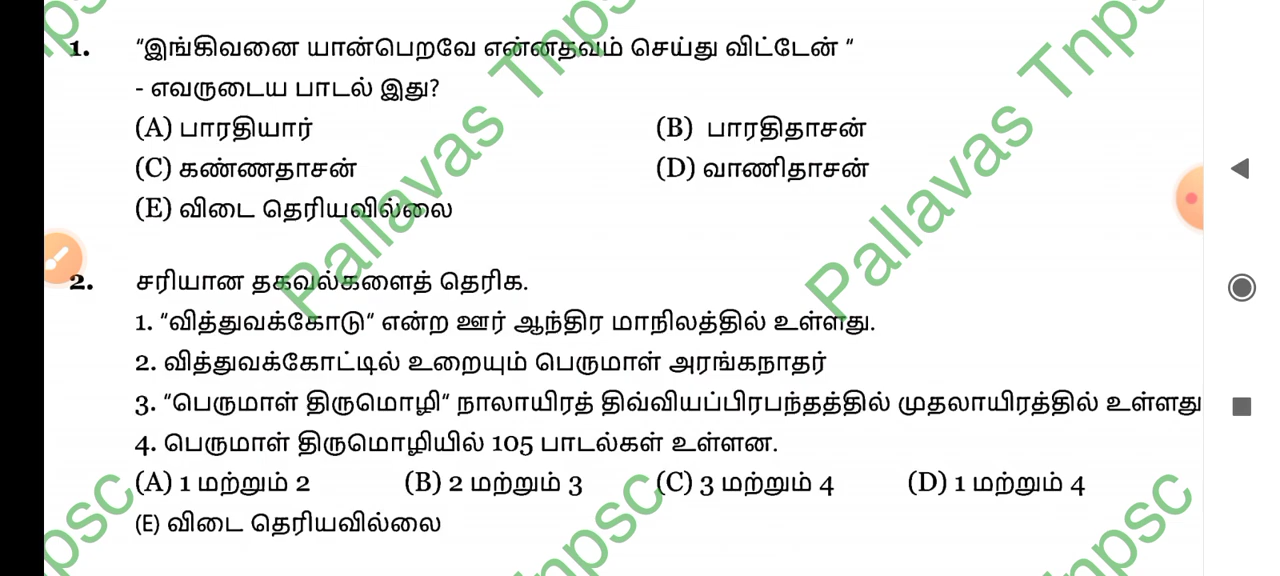 1. “இங்கிவனை யான்பெறவே என்னதவம் செய்து விட்டேன் “
- எவருடைய பாடல் இது?
(A) பாரதியார் (B) பாரதிதாசன்
(C) கண்ணதாசன் (D) வாணிதாசன்
(E) விடை தெரியவில்லை
2. சரியான தகவல்களைத் தெரிக.
1. “வித்துவக்கோடு” என்ற ஊர் ஆந்திர மாநிலத்தில் உள்ளது.
2. வித்துவக்கோட்டில் உறையும் பெருமாள் அரங்கநாதர்
3. “பெருமாள் திருமொழி” நாலாயிரத் திவ்வியப்பிரபந்தத்தில் முதலாயிரத்தில் உள்ளது
4. பெருமாள் திருமொழியில் 105 பாடல்கள் உள்ளன.
(A) 1 மற்றும் 2 (B) 2 மற்றும் 3 (C) 3 மற்றும் 4 (D) 1 மற்றும் 4
(E) விடை தெரியவில்லை
Pallavas Tnpsc
Pallavas Tnpsc